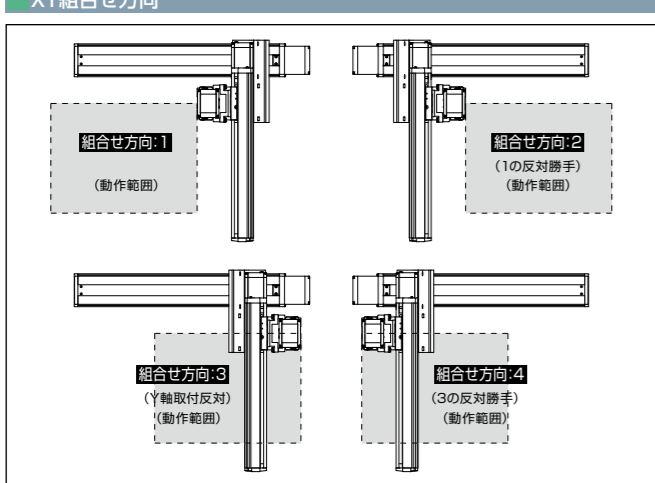 XY組合せ方向
組合せ方向:1
（動作範囲）
組合せ方向:2
（1の反対勝手）
（動作範囲）
組合せ方向:3
（Y軸取付反対）
（動作範囲）
組合せ方向:4
（3の反対勝手）
（動作範囲）